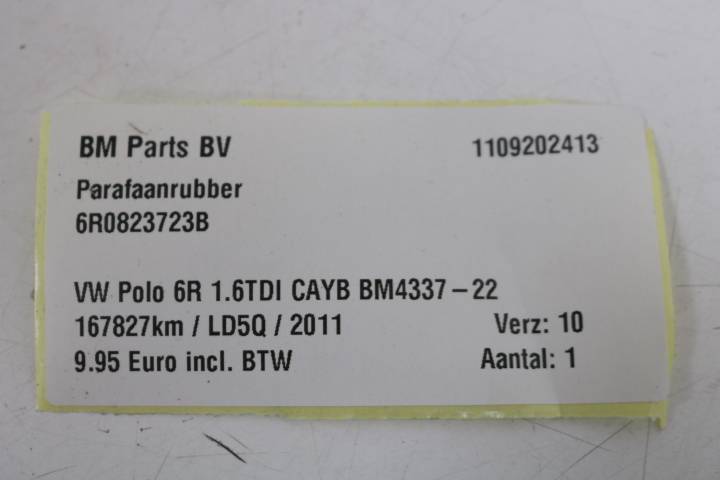 BM Parts BV 1109202413
Parafaanrubber
6R0823723B
VW Polo 6R 1.6TDI CAYB BM4337-22
167827km / LD5Q / 2011 Verz: 10
9.95 Euro incl. BTW Aantal: 1